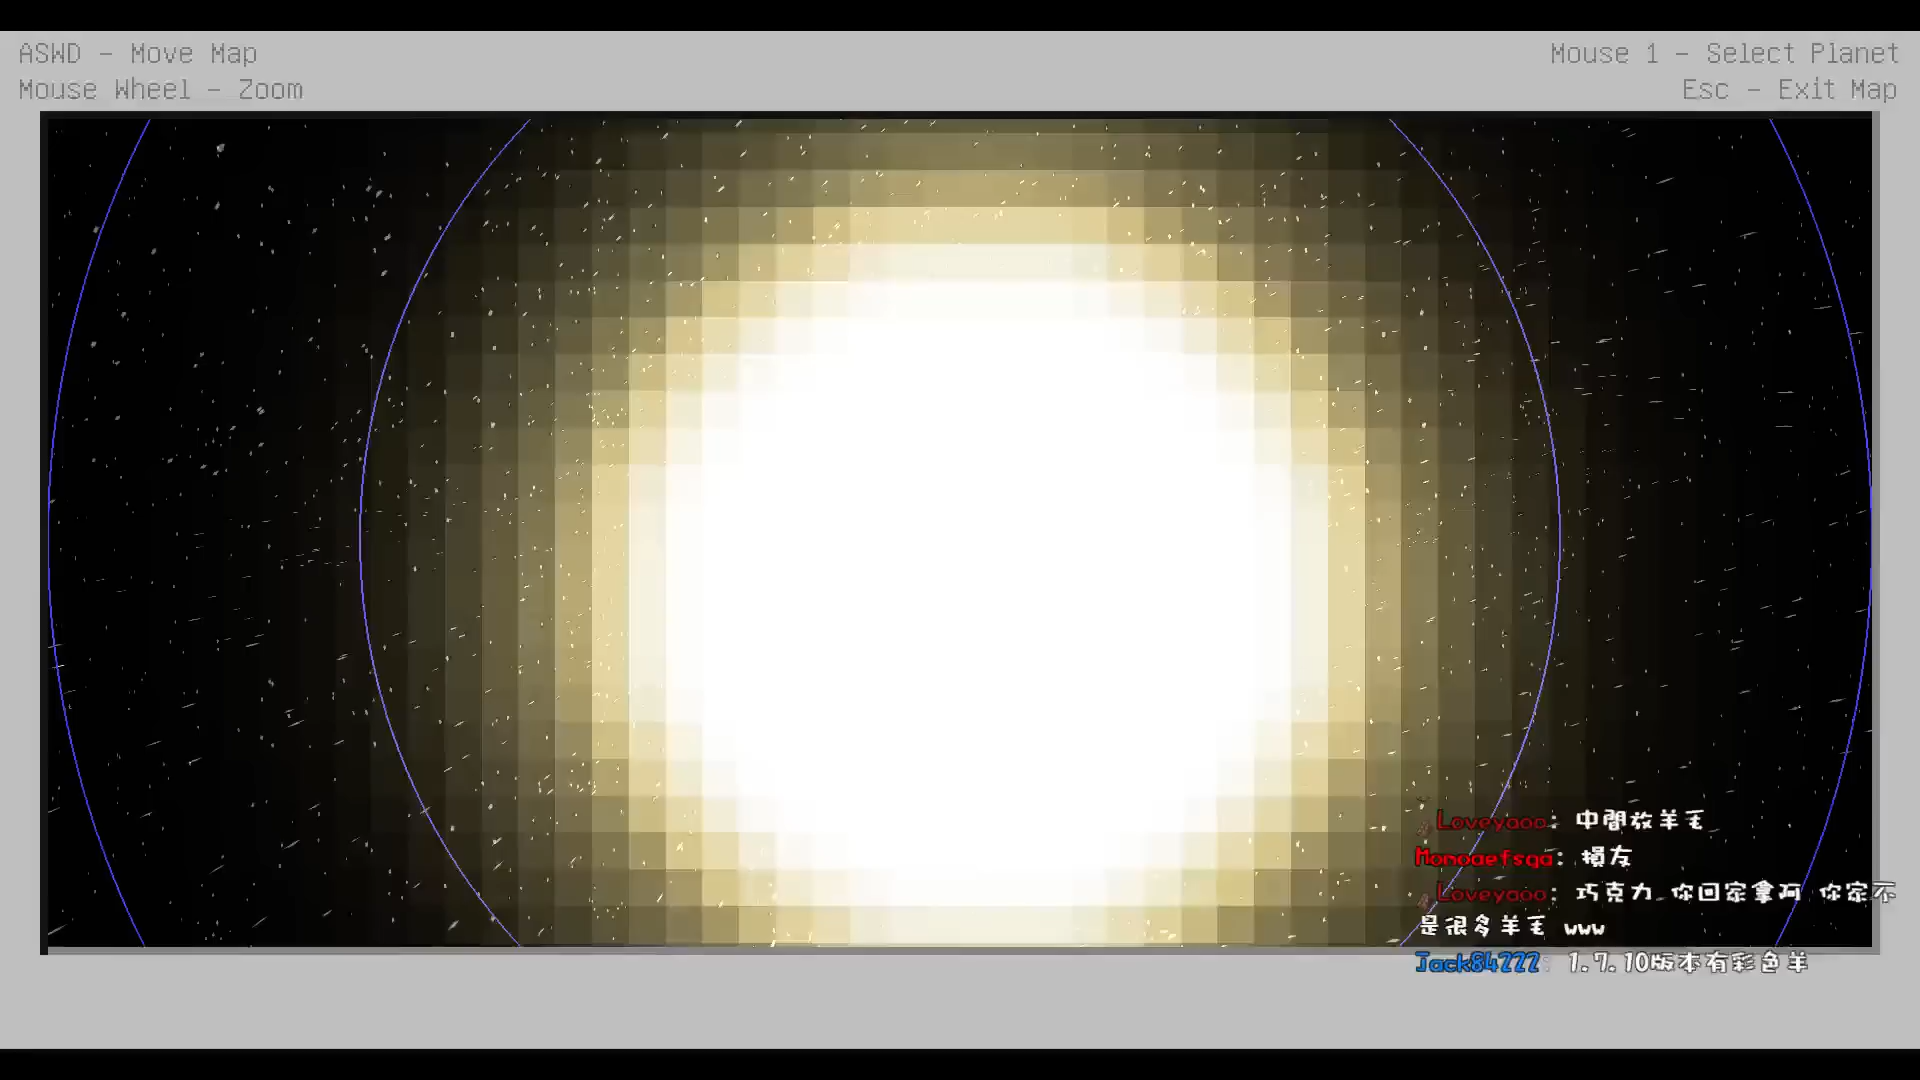 ASWD - Move Map
Mouse Wheel - Zoom
Mouse 1 - Select Planet
Esc - Exit Map
Loveyaoo: 中間放羊毛
Momoaefsga: 損友
Loveyaoo: 巧克力 你回家拿阿 你家不
是很多羊毛 www
Jack84222: 1.7.10版本有彩色羊